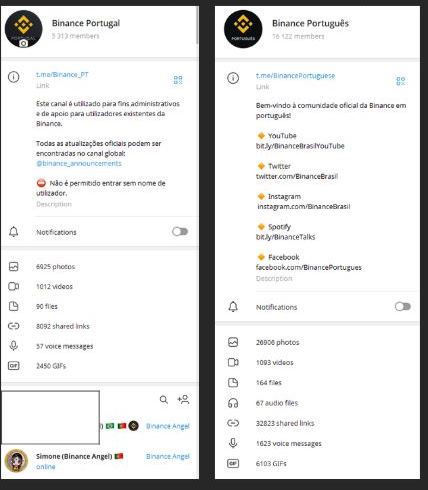 Binance Portugal
5 313 members
t.me/Binance_PT
Link
Este canal é utilizado para fins administrativos
e de apoio para utilizadores existentes da
Binance.
Todas as atualizações oficiais podem ser
encontradas no canal global:
@binance_announcements
Não é permitido entrar sem nome de
utilizador.
Description
Notifications
6925 photos
1012 videos
90 files
8092 shared links
57 voice messages
GIF
2450 GIFs
Binance Angel
Simone (Binance Angel)
Binance Angel
online
PORTUGUÊS
Binance Português
16 122 members
t.me/BinancePortuguese
Link
Bem-vindo à comunidade oficial da Binance em
português!
🔸 YouTube
bit.ly/BinanceBrasilYouTube
🔸 Twitter
twitter.com/BinanceBrasil
🔸 Instagram
instagram.com/BinanceBrasil
🔸 Spotify
bit.ly/BinanceTalks
🔸 Facebook
facebook.com/BinancePortugues
Description
Notifications
26906 photos
1093 videos
164 files
67 audio files
32823 shared links
1623 voice messages
GIF
6103 GIFs